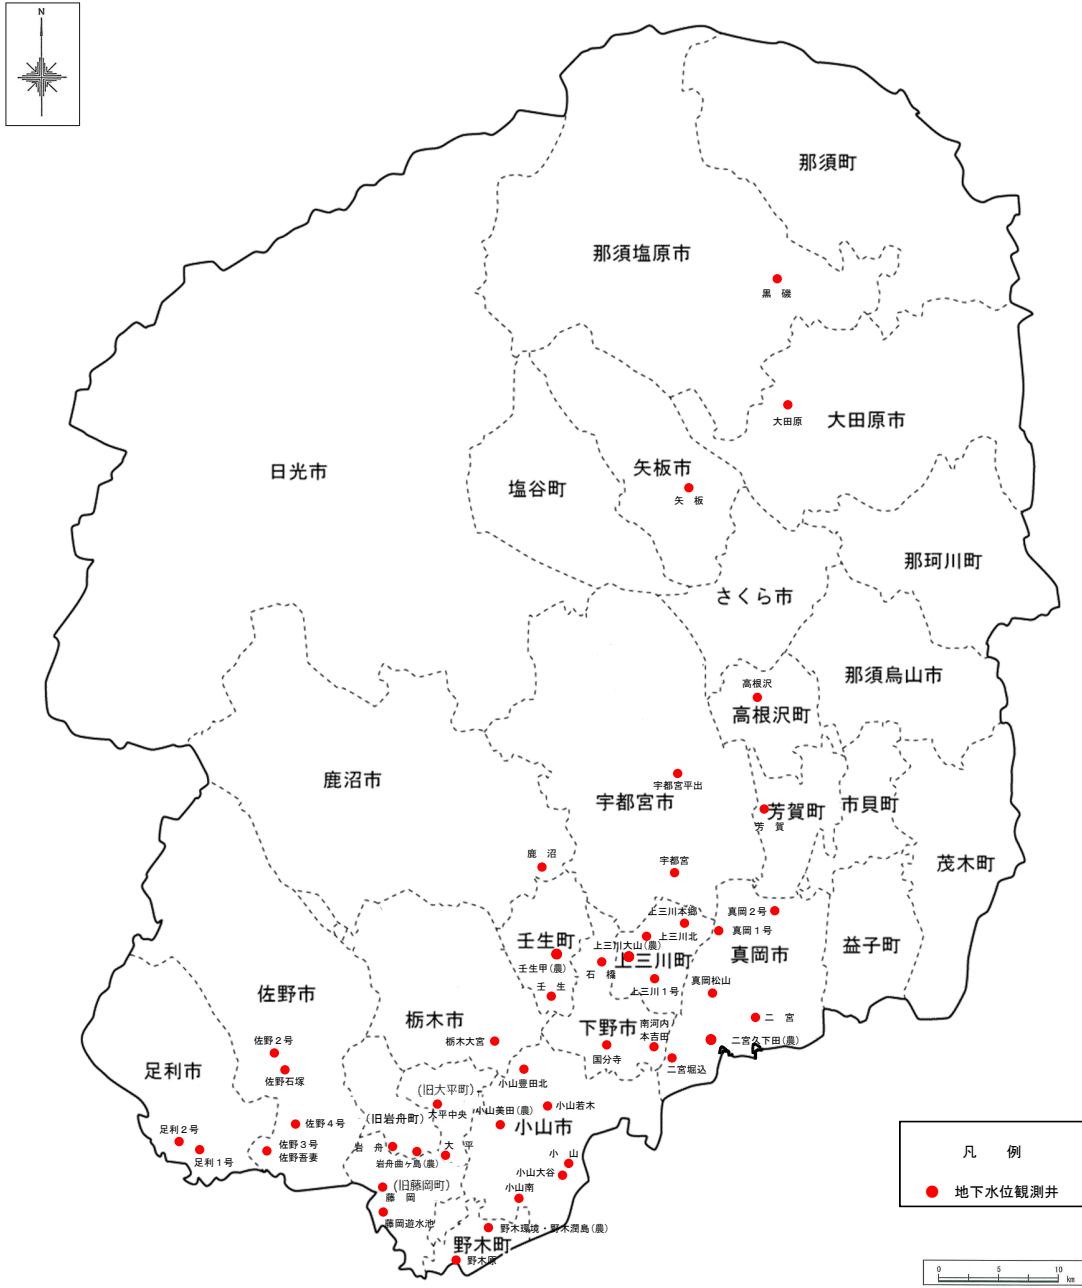 N
那須町
那須塩原市
黒　磯
大田原
大田原市
日光市
矢板市
塩谷町
矢　板
那珂川町
さくら市
那須烏山市
高根沢
高根沢町
鹿沼市
宇都宮平出
宇都宮市
市貝町
芳賀町
芳　賀
鹿　沼
宇都宮
茂木町
上三川本郷
真岡２号
真岡１号
上三川北
壬生町
上三川大山(農)
益子町
真岡市
上三川町
壬生甲(農)
石　橋
真岡松山
壬　生
上三川１号
佐野市
栃木市
下野市
南河内
本吉田
二　宮
佐野２号
栃木大宮
二宮久下田(農)
国分寺
二宮堀込
足利市
佐野石塚
小山豊田北
(旧大平町)
大平中央
小山美田(農)
小山若木
(旧岩舟町)
佐野４号
小山市
足利２号
佐野３号
佐野吾妻
足利１号
岩　舟
大　平
岩舟曲ヶ島(農)
小　山
小山大谷
(旧藤岡町)
藤　岡
小山南
藤岡遊水池
野木環境・野木潤島(農)
野木町
野木原
凡　例
地下水位観測井
0 5 10
km